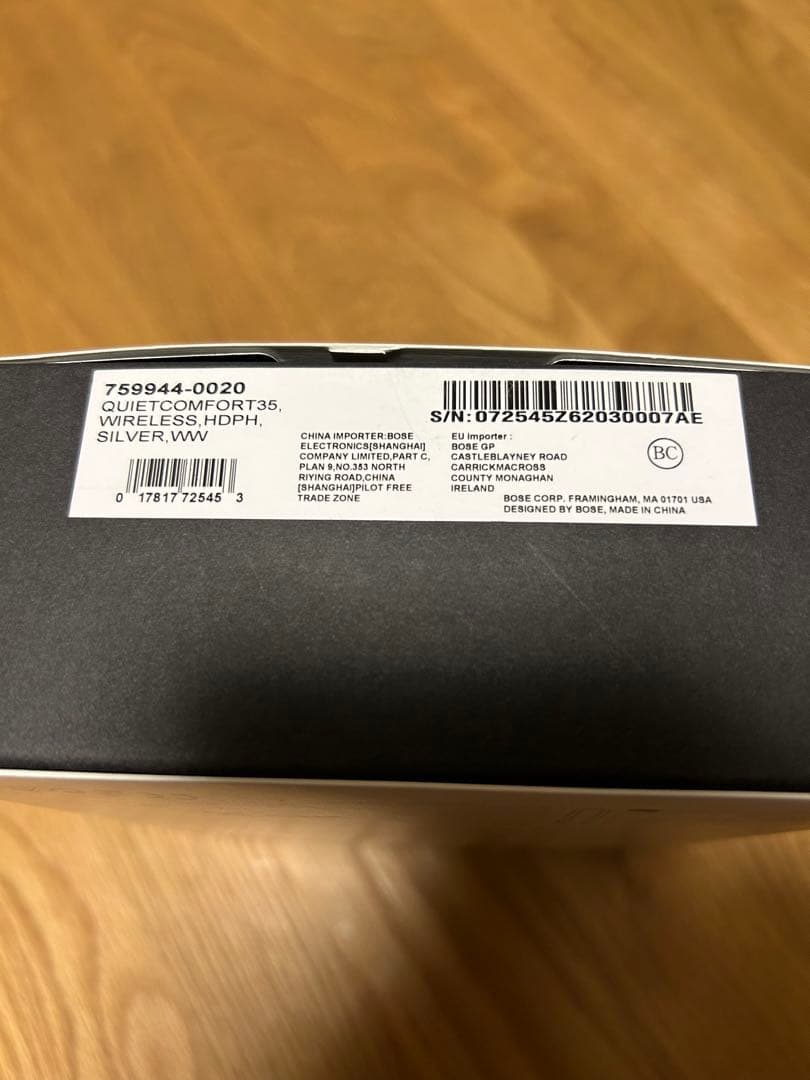 759944-0020
QUIETCOMFORT35,
WIRELESS,HDPH,
SILVER,WW
0 17817 72545 3
CHINA IMPORTER:BOSE
ELECTRONICS[SHANGHAI]
COMPANY LIMITED,PART C,
PLAN 9,NO.353 NORTH
RIYING ROAD,CHINA
[SHANGHAI]PILOT FREE
TRADE ZONE
S/N:072545Z62030007AE
EU Importer :
BOSE GP
CASTLEBLAYNEY ROAD
CARRICKMACROSS
COUNTY MONAGHAN
IRELAND
BC
BOSE CORP. FRAMINGHAM, MA 01701 USA
DESIGNED BY BOSE, MADE IN CHINA